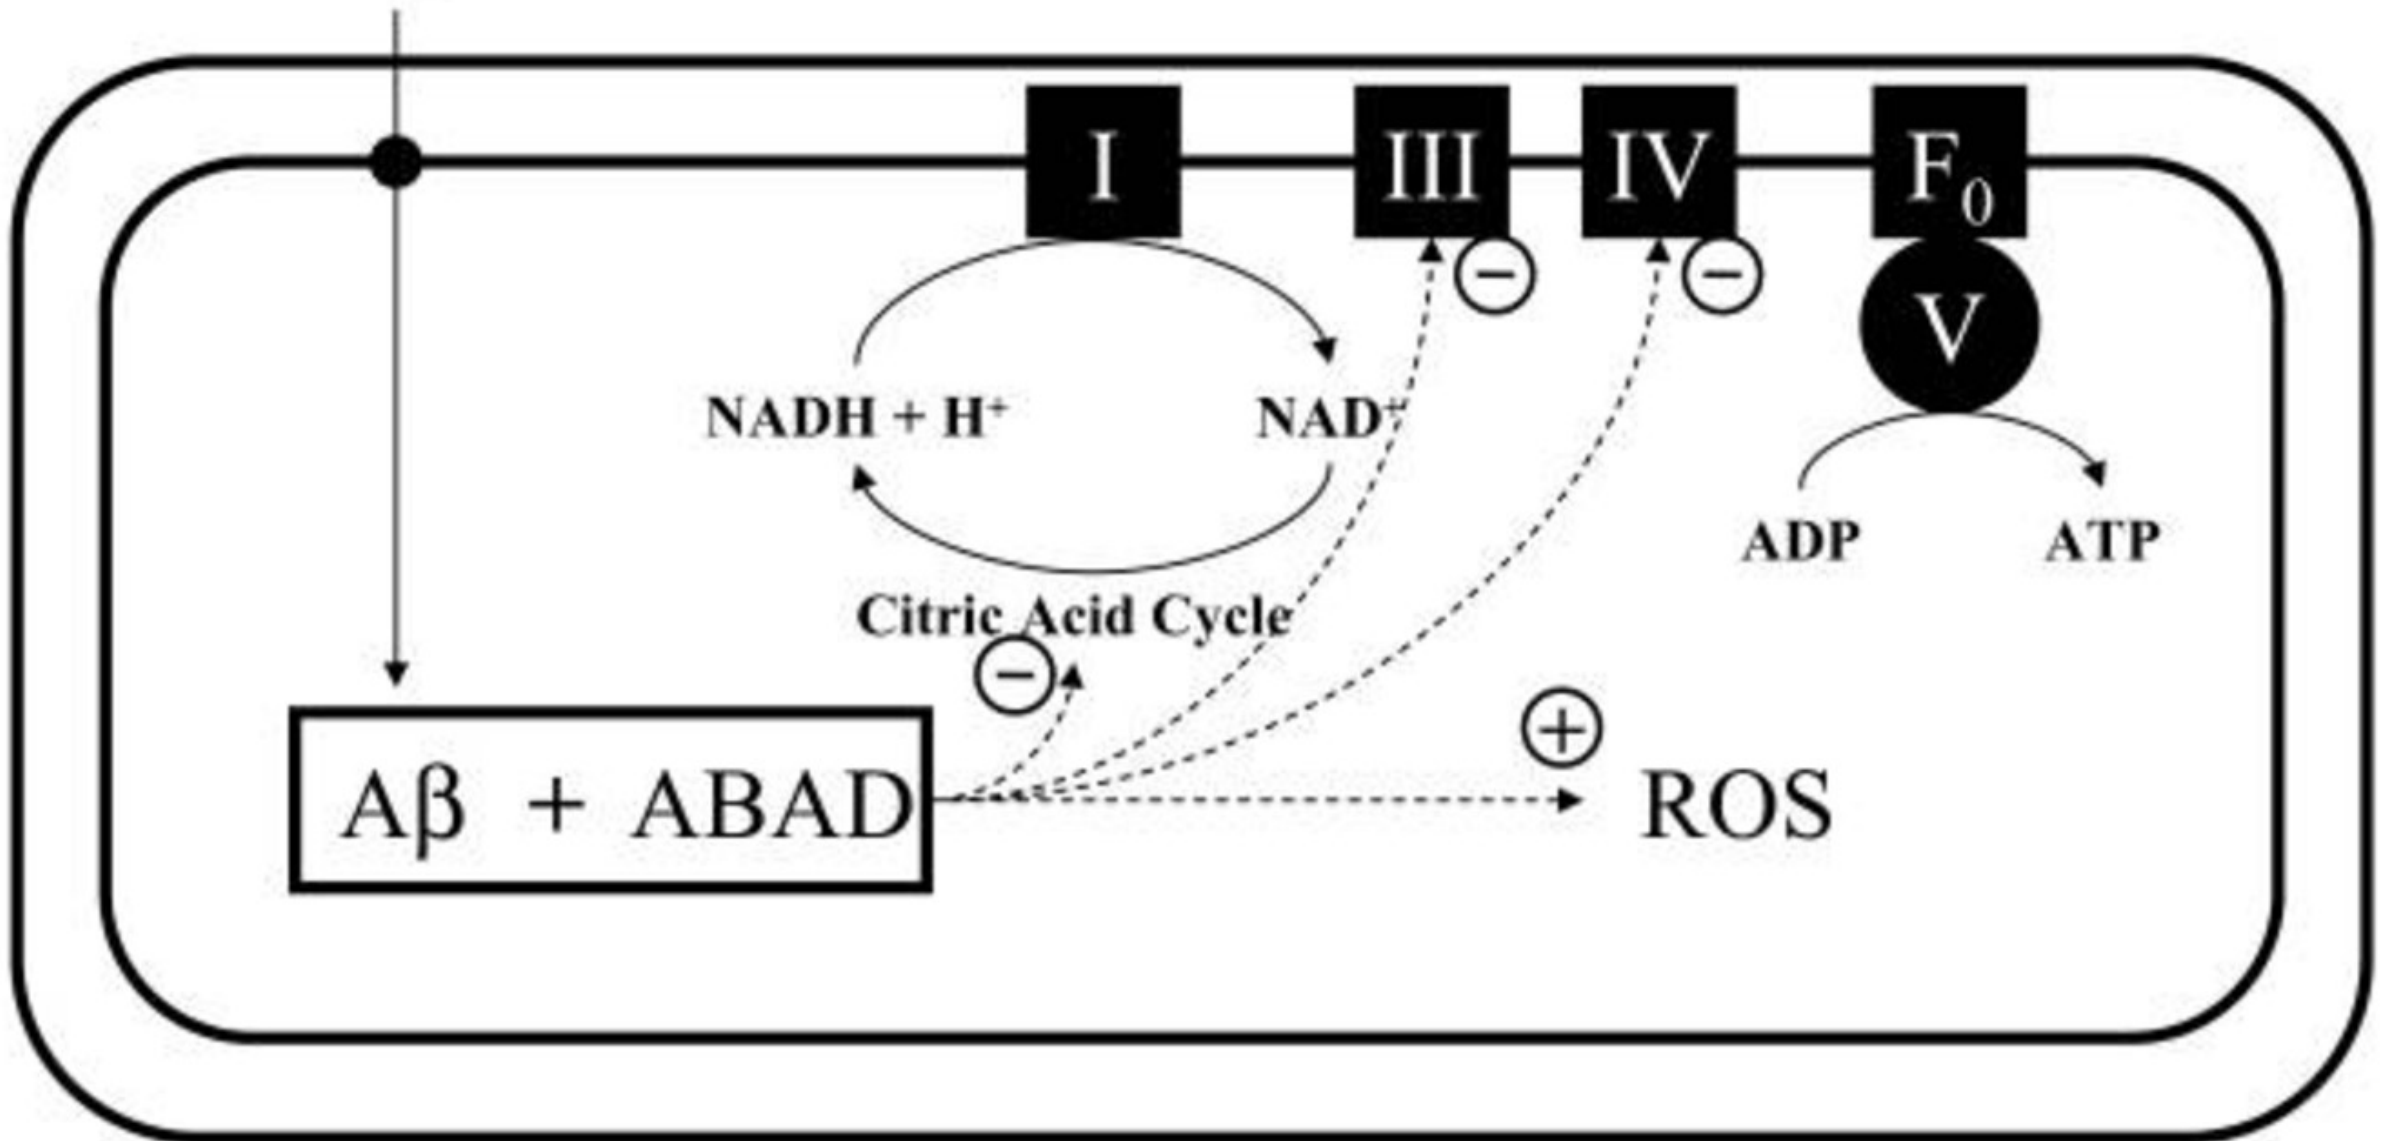 I
III
IV
F0
V
NADH + H+
NAD+
ADP
ATP
Citric Acid Cycle
Aβ + ABAD
ROS